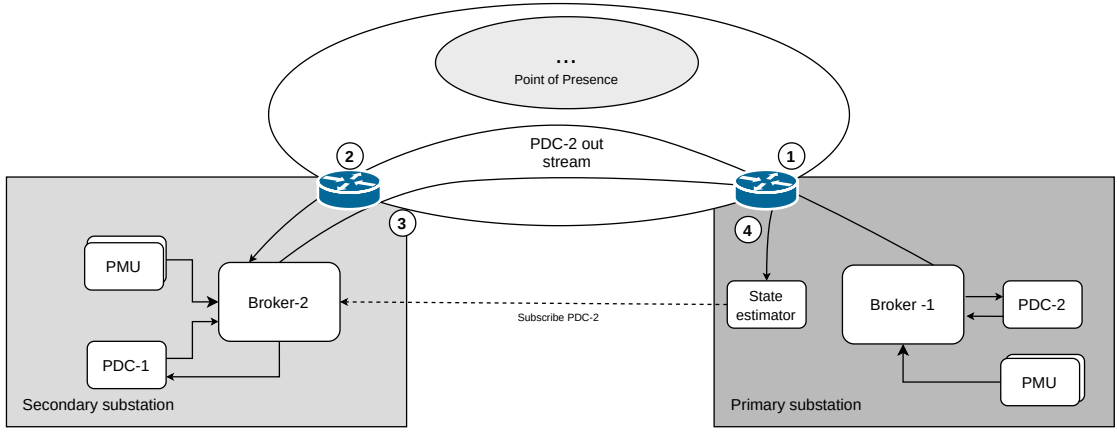 ...
Point of Presence
PDC-2 out
stream
2
1
3
4
PMU
Broker-2
PDC-1
Secondary substation
Subscribe PDC-2
State
estimator
Broker -1
PDC-2
PMU
Primary substation